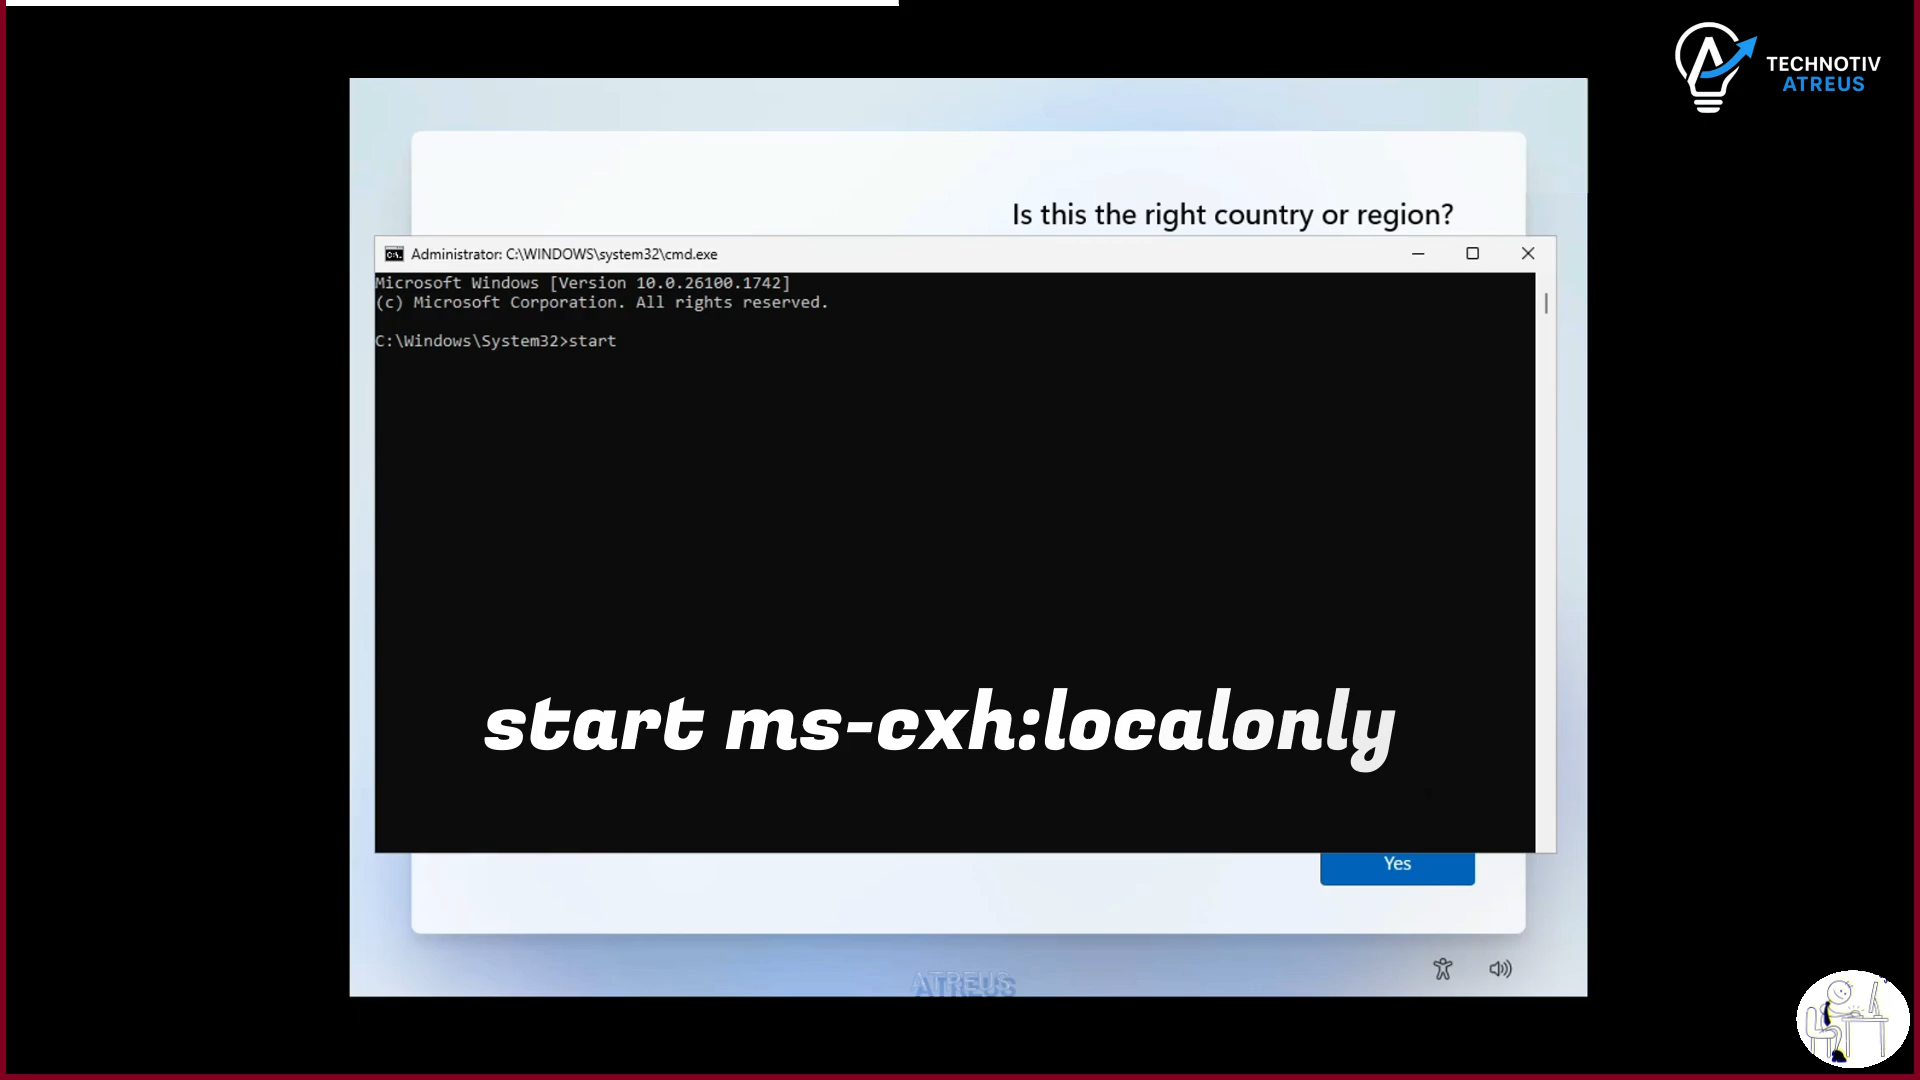 TECHNOTIV
ATREUS
Is this the right country or region?
Administrator: C:\WINDOWS\system32\cmd.exe
Microsoft Windows [Version 10.0.26100.1742]
(c) Microsoft Corporation. All rights reserved.
C:\Windows\System32>start
start ms-cxh:localonly
Yes
ATREUS